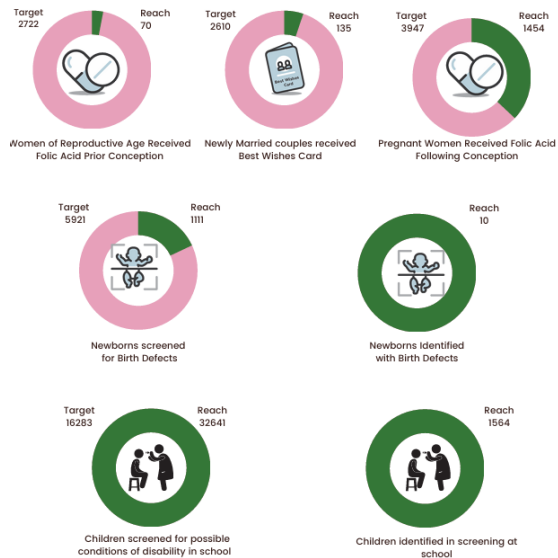 Target
2722
Reach
70
Target
2610
Reach
135
Target
3947
Reach
1454
Best Wishes
Card
Women of Reproductive Age Received
Folic Acid Prior Conception
Newly Married couples received
Best Wishes Card
Pregnant Women Received Folic Acid
Following Conception
Target
5921
Reach
1111
Reach
10
Newborns screened
for Birth Defects
Newborns Identified
with Birth Defects
Target
16283
Reach
32641
Reach
1564
Children screened for possible
conditions of disability in school
Children identified in screening at
school